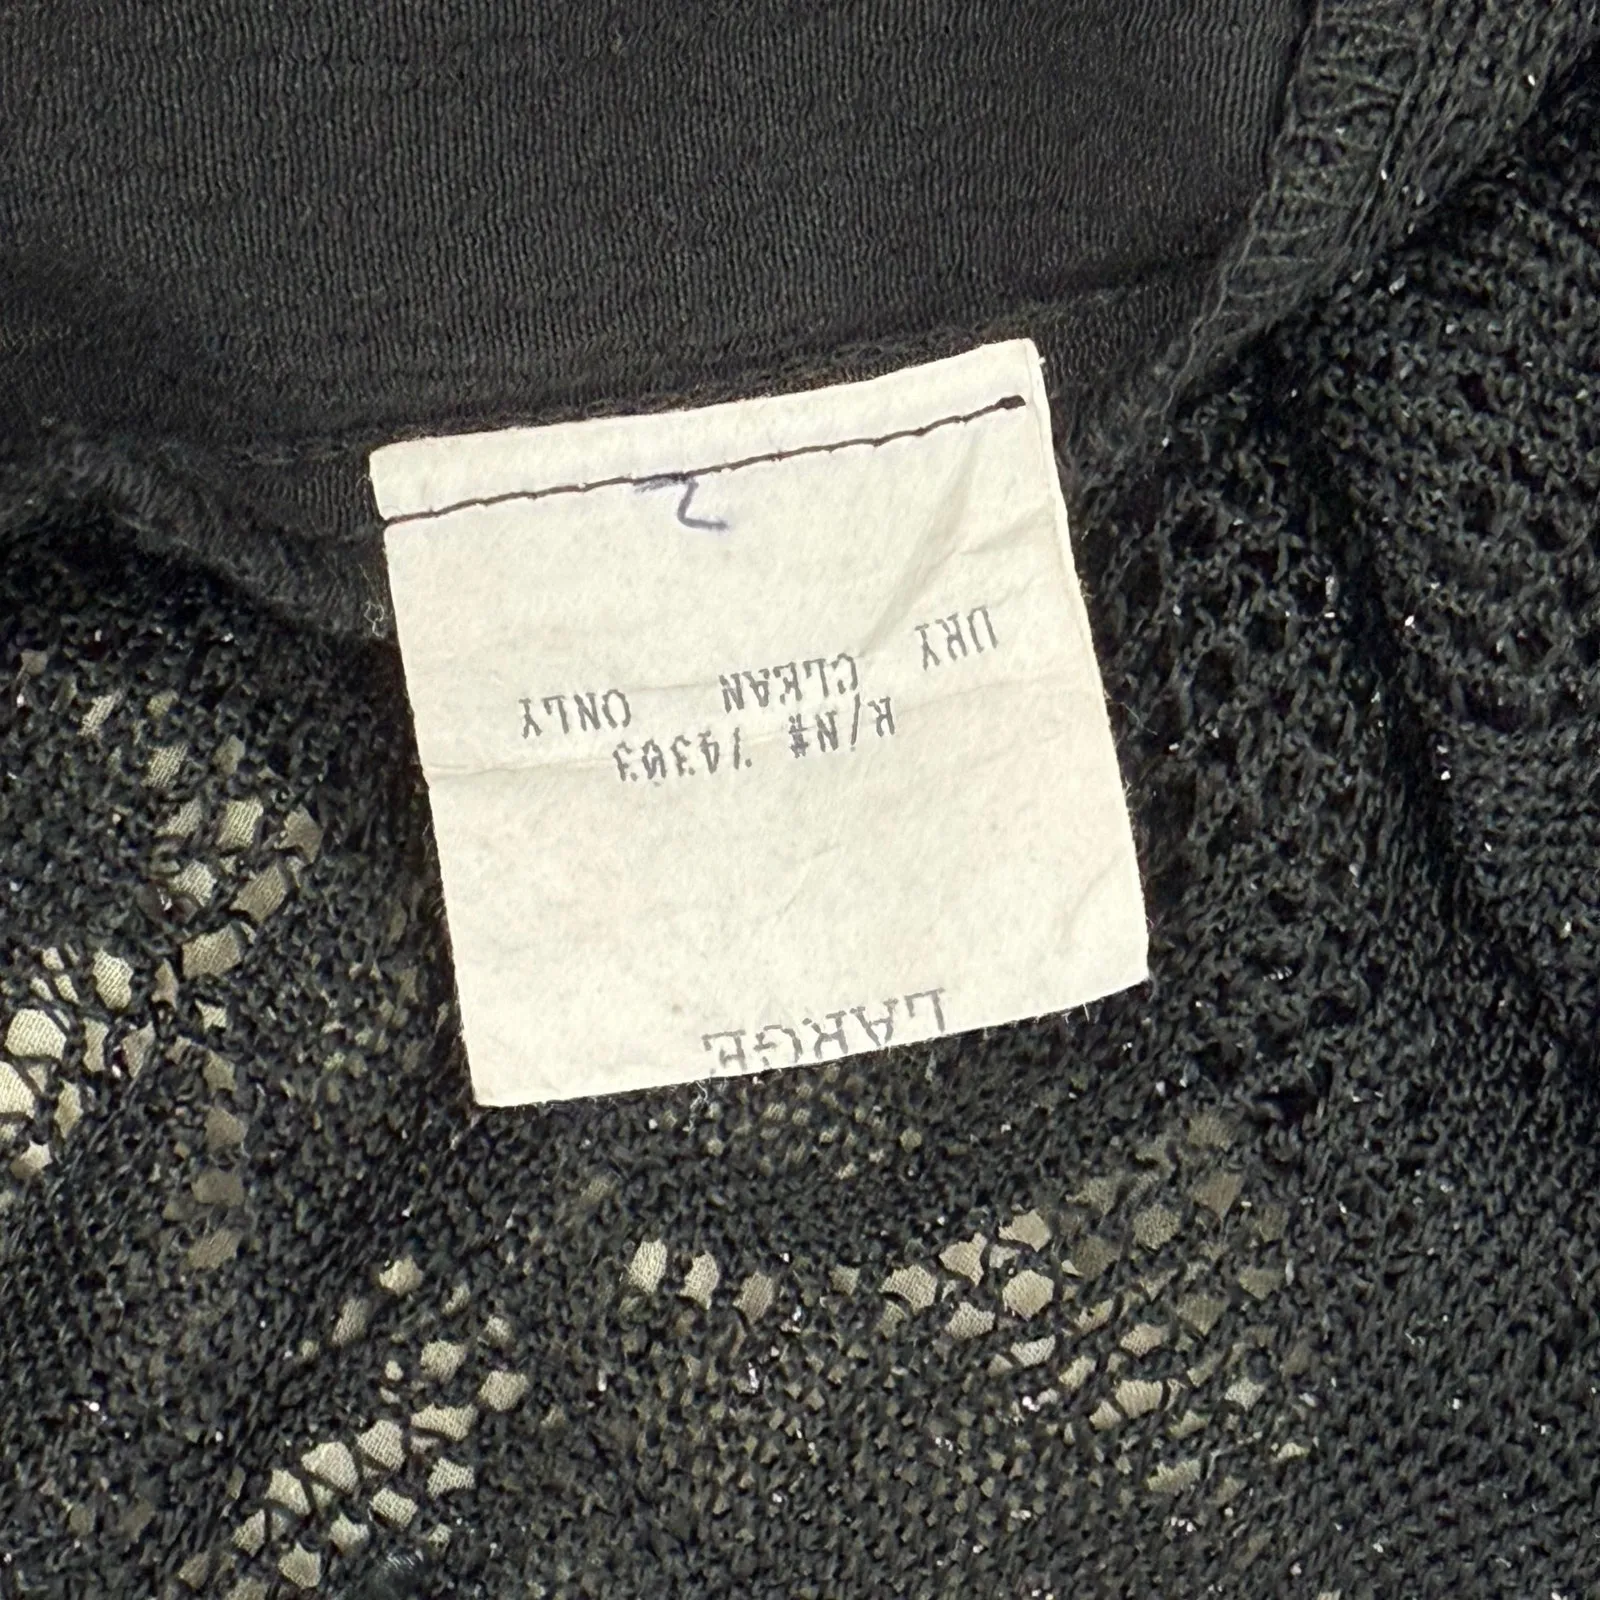 LARGE
R/N# 74303
DRY CLEAN ONLY